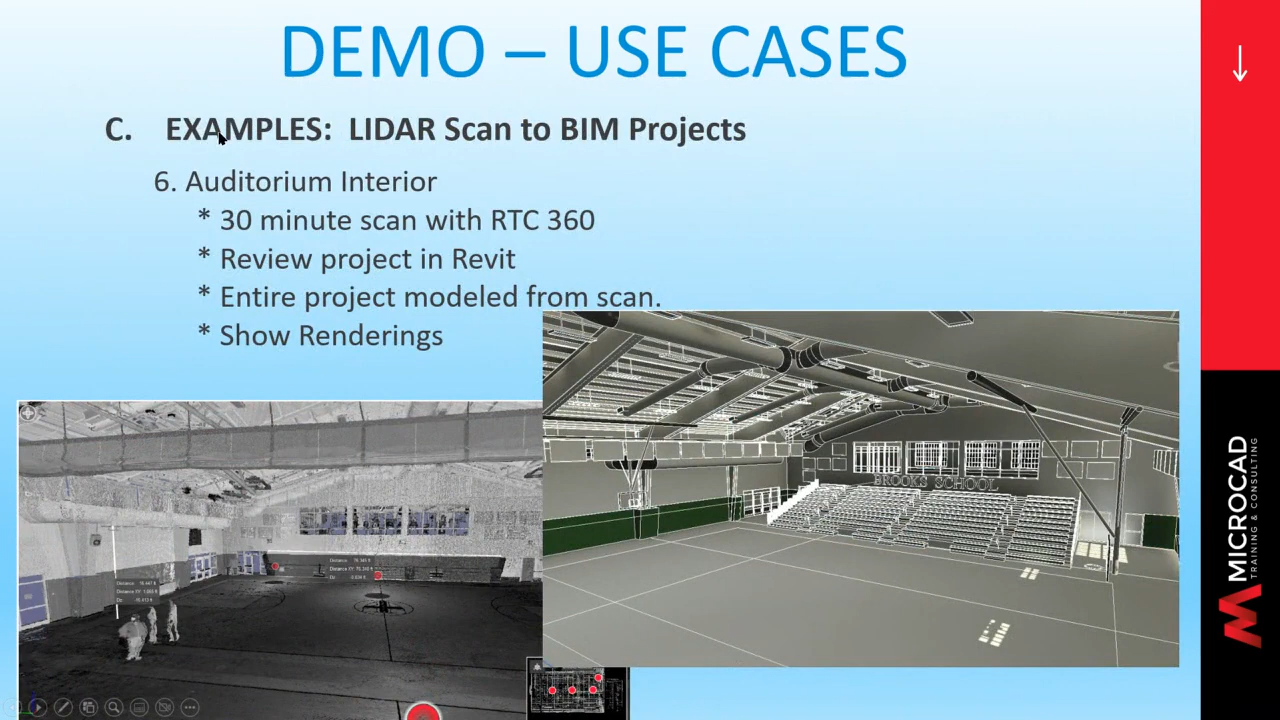 DEMO – USE CASES
C. EXAMPLES: LIDAR Scan to BIM Projects
6. Auditorium Interior
* 30 minute scan with RTC 360
* Review project in Revit
* Entire project modeled from scan.
* Show Renderings
BROOKS SCHOOL
MICROCAD
TRAINING & CONSULTING